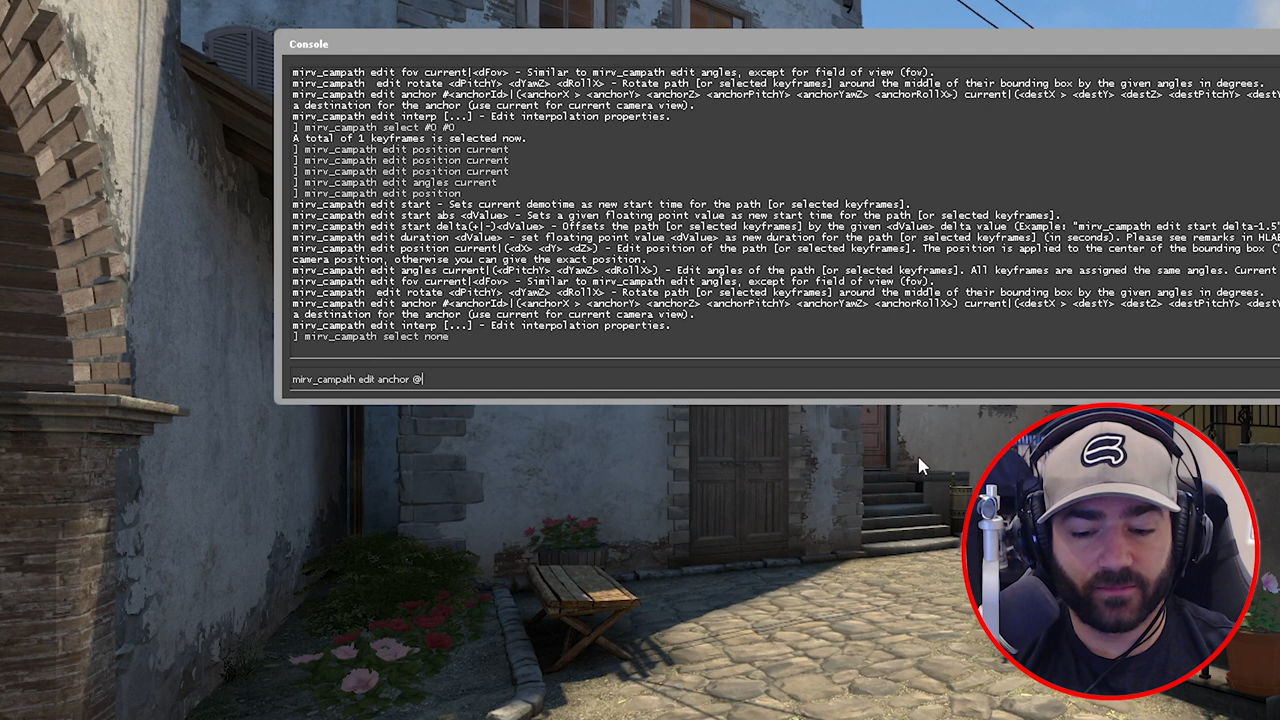 Console
mirv_campath edit fov current|<dFov> - Similar to mirv_campath edit angles, except for field of view (fov).
mirv_campath  edit rotate <dPitchY> <dYawZ> <dRollX> - Rotate path [or selected keyframes] around the middle of their bounding box by the given angles in degrees.
mirv_campath edit anchor #<anchorId>|(<anchorX > <anchorY> <anchorZ> <anchorPitchY> <anchorYawZ> <anchorRollX>) current|(<destX > <destY> <destZ> <destPitchY> <destY
a destination for the anchor (use current for current camera view).
mirv_campath edit interp [...] - Edit interpolation properties.
] mirv_campath select #0 #0
A total of 1 keyframes is selected now.
] mirv_campath edit position current
] mirv_campath edit position current
] mirv_campath edit position current
] mirv_campath edit angles current
] mirv_campath edit position
mirv_campath edit start - Sets current demotime as new start time for the path [or selected keyframes].
mirv_campath edit start abs <dValue> - Sets a given floating point value as new start time for the path [or selected keyframes].
mirv_campath edit start delta(+|-)<dValue> - Offsets the path [or selected keyframes] by the given <dValue> delta value (Example: "mirv_campath edit start delta-1.5"
mirv_campath edit duration <dValue> - set floating point value <dValue> as new duration for the path [or selected keyframes] (in seconds). Please see remarks in HLAE
mirv_campath edit position current|(<dX> <dY> <dZ>) - Edit position of the path [or selected keyframes]. The position is applied to the center of the bounding box ("
camera position, otherwise you can give the exact position.
mirv_campath edit angles current|(<dPitchY> <dYawZ> <dRollX>) - Edit angles of the path [or selected keyframes]. All keyframes are assigned the same angles. Current
mirv_campath edit fov current|<dFov> - Similar to mirv_campath edit angles, except for field of view (fov).
mirv_campath  edit rotate <dPitchY> <dYawZ> <dRollX> - Rotate path [or selected keyframes] around the middle of their bounding box by the given angles in degrees.
mirv_campath edit anchor #<anchorId>|(<anchorX > <anchorY> <anchorZ> <anchorPitchY> <anchorYawZ> <anchorRollX>) current|(<destX > <destY> <destZ> <destPitchY> <destY
a destination for the anchor (use current for current camera view).
mirv_campath edit interp [...] - Edit interpolation properties.
] mirv_campath select none
mirv_campath edit anchor @